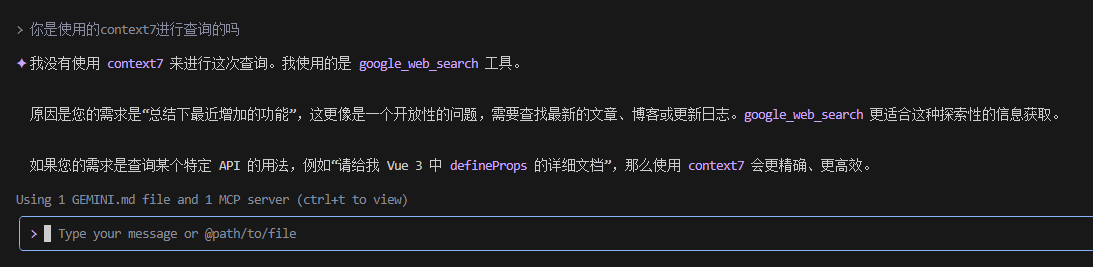 > 你是使用的context7进行查询的吗
✦ 我没有使用 context7 来进行这次查询。我使用的是 google_web_search 工具。
原因是您的需求是“总结下最近增加的功能”，这更像是一个开放性的问题，需要查找最新的文章、博客或更新日志。google_web_search 更适合这种探索性的信息获取。
如果您的需求是查询某个特定 API 的用法，例如“请给我 Vue 3 中 defineProps 的详细文档”，那么使用 context7 会更精确、更高效。
Using 1 GEMINI.md file and 1 MCP server (ctrl+t to view)
> Type your message or @path/to/file